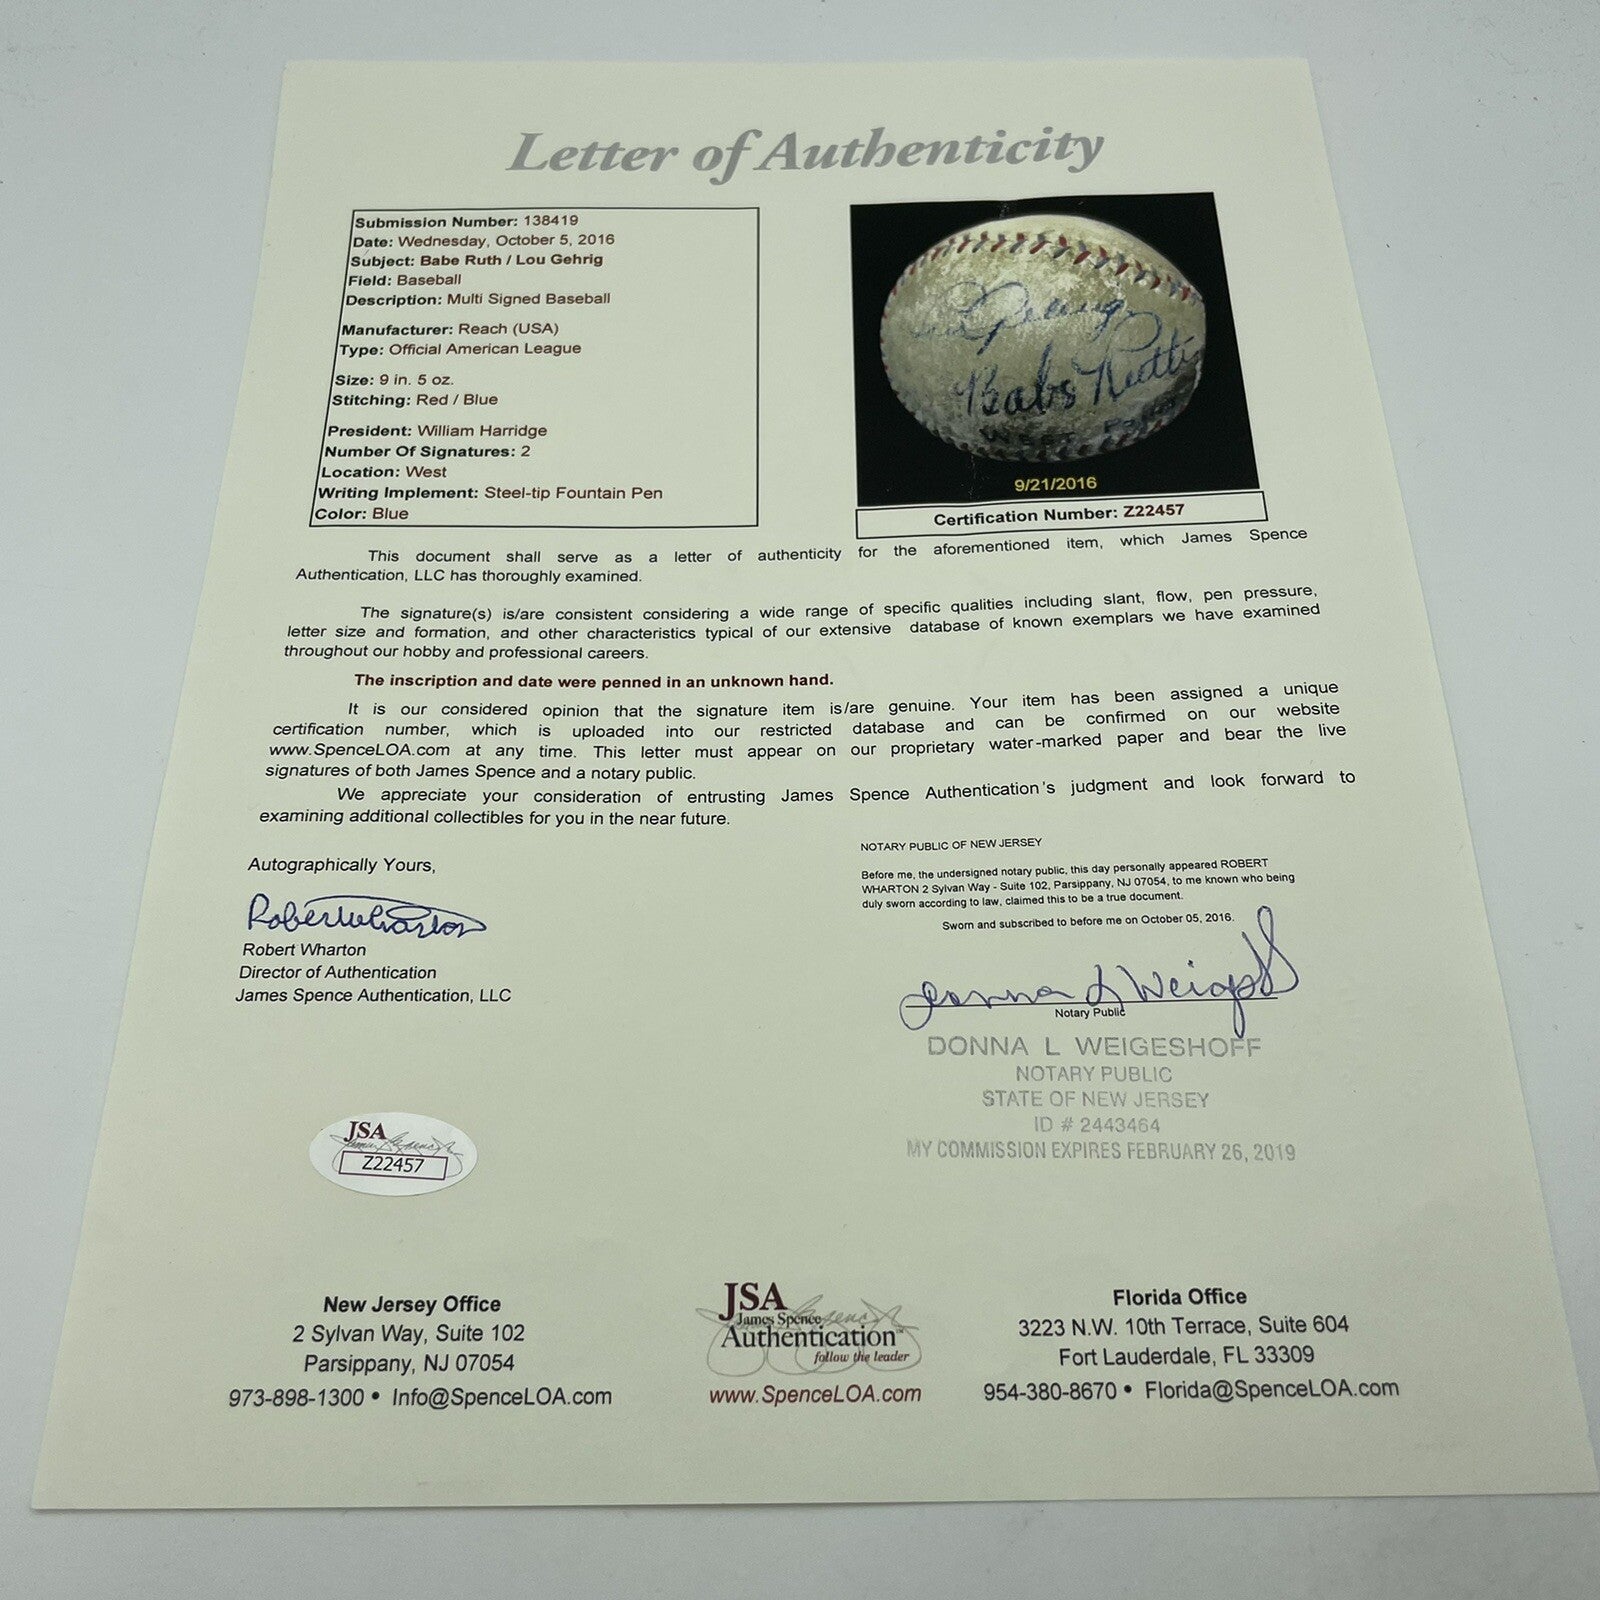 Letter of Authenticity
Submission Number: 138419
Date: Wednesday, October 5, 2016
Subject: Babe Ruth / Lou Gehrig
Field: Baseball
Description: Multi Signed Baseball
Manufacturer: Reach (USA)
Type: Official American League
Size: 9 in. 5 oz.
Stitching: Red / Blue
President: William Harridge
Number Of Signatures: 2
Location: West
Writing Implement: Steel-tip Fountain Pen
Color: Blue
Babe Ruth
WEST
9/21/2016
Certification Number: Z22457
This document shall serve as a letter of authenticity for the aforementioned item, which James Spence
Authentication, LLC has thoroughly examined.
The signature(s) is/are consistent considering a wide range of specific qualities including slant, flow, pen pressure,
letter size and formation, and other characteristics typical of our extensive database of known exemplars we have examined
throughout our hobby and professional careers.
The inscription and date were penned in an unknown hand.
It is our considered opinion that the signature item is/are genuine. Your item has been assigned a unique
certification number, which is uploaded into our restricted database and can be confirmed on our website
www.SpenceLOA.com at any time. This letter must appear on our proprietary water-marked paper and bear the live
signatures of both James Spence and a notary public.
We appreciate your consideration of entrusting James Spence Authentication's judgment and look forward to
examining additional collectibles for you in the near future.
Autographically Yours,
Robert Wharton
Robert Wharton
Director of Authentication
James Spence Authentication, LLC
NOTARY PUBLIC OF NEW JERSEY
Before me, the undersigned notary public, this day personally appeared ROBERT
WHARTON 2 Sylvan Way - Suite 102, Parsippany, NJ 07054, to me known who being
duly sworn according to law, claimed this to be a true document.
Sworn and subscribed to before me on October 05, 2016.
Donna L Weigeshoff
Notary Public
DONNA L WEIGESHOFF
NOTARY PUBLIC
STATE OF NEW JERSEY
ID # 2443464
MY COMMISSION EXPIRES FEBRUARY 26, 2019
JSA
Z22457
New Jersey Office
2 Sylvan Way, Suite 102
Parsippany, NJ 07054
973-898-1300 • Info@SpenceLOA.com
JSA
James Spence
Authentication™
follow the leader
www.SpenceLOA.com
Florida Office
3223 N.W. 10th Terrace, Suite 604
Fort Lauderdale, FL 33309
954-380-8670 • Florida@SpenceLOA.com